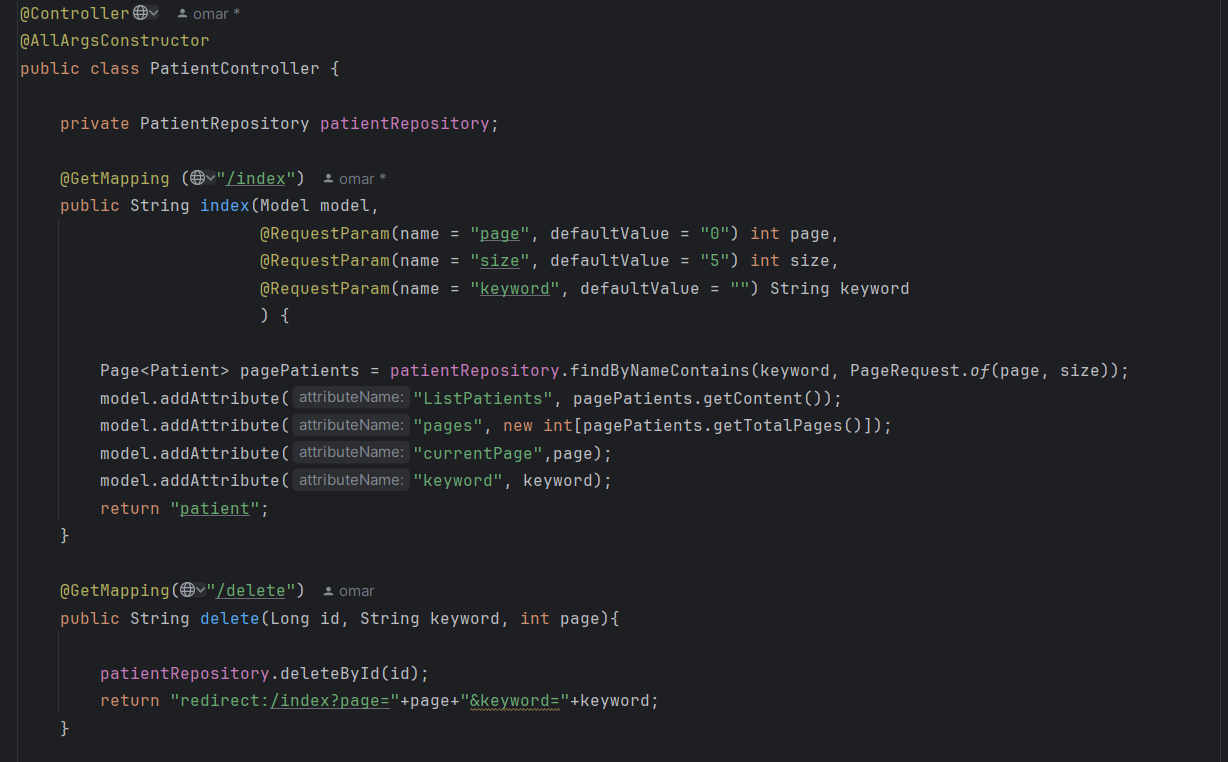 @Controller omar *
@AllArgsConstructor
public class PatientController {
private PatientRepository patientRepository;
@GetMapping ("/index") omar *
public String index(Model model,
@RequestParam(name = "page", defaultValue = "0") int page,
@RequestParam(name = "size", defaultValue = "5") int size,
@RequestParam(name = "keyword", defaultValue = "") String keyword
) {
Page<Patient> pagePatients = patientRepository.findByNameContains(keyword, PageRequest.of(page, size));
model.addAttribute( attributeName: "ListPatients", pagePatients.getContent());
model.addAttribute( attributeName: "pages", new int[pagePatients.getTotalPages()]);
model.addAttribute( attributeName: "currentPage",page);
model.addAttribute( attributeName: "keyword", keyword);
return "patient";
}
@GetMapping("/delete") omar
public String delete(Long id, String keyword, int page){
patientRepository.deleteById(id);
return "redirect:/index?page="+page+"&keyword="+keyword;
}